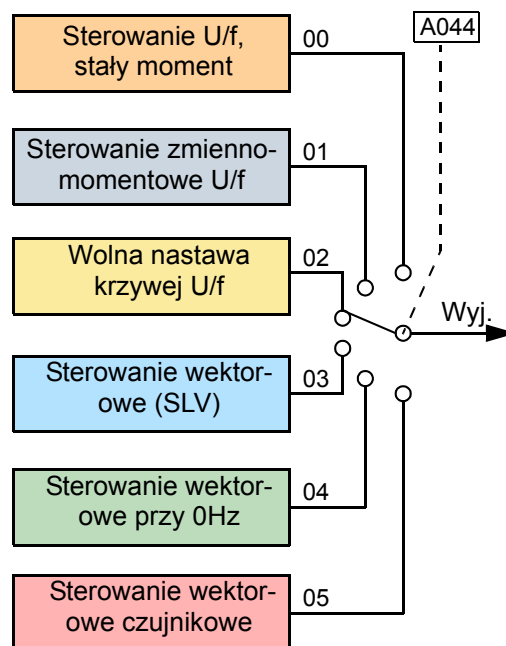 Sterowanie U/f,
stały moment
00
A044
Sterowanie zmienno-
momentowe U/f
01
Wolna nastawa
krzywej U/f
02
Wyj.
Sterowanie wektor-
owe (SLV)
03
Sterowanie wektor-
owe przy 0Hz
04
Sterowanie wektor-
owe czujnikowe
05